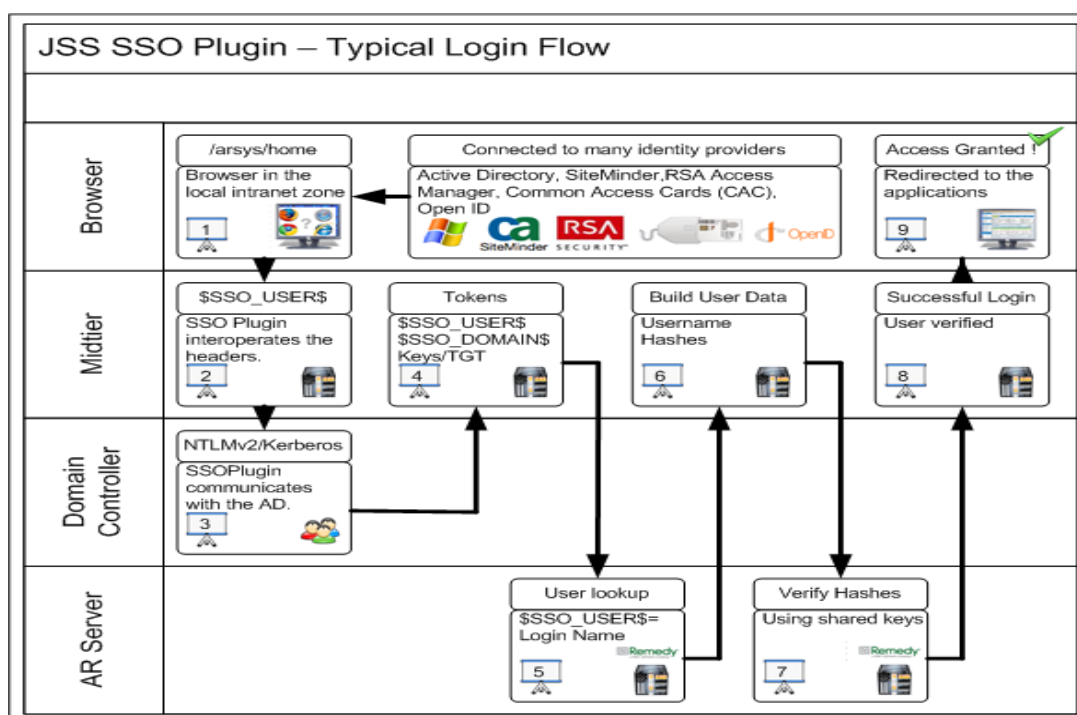 JSS SSO Plugin – Typical Login Flow
Browser
/arsys/home
Browser in the
local intranet zone
1
Connected to many identity providers
Active Directory, SiteMinder,RSA Access
Manager, Common Access Cards (CAC),
Open ID
ca
SiteMinder
RSA
SECURITY
OpenID
Access Granted !
Redirected to the
applications
9
Midtier
$SSO_USER$
SSO Plugin
interoperates the
headers.
2
Tokens
$SSO_USER$
$SSO_DOMAIN$
Keys/TGT
4
Build User Data
Username
Hashes
6
Successful Login
User verified
8
Domain
Controller
NTLMv2/Kerberos
SSOPlugin
communicates
with the AD.
3
AR Server
User lookup
$SSO_USER$=
Login Name
Remedy
5
Verify Hashes
Using shared keys
Remedy
7